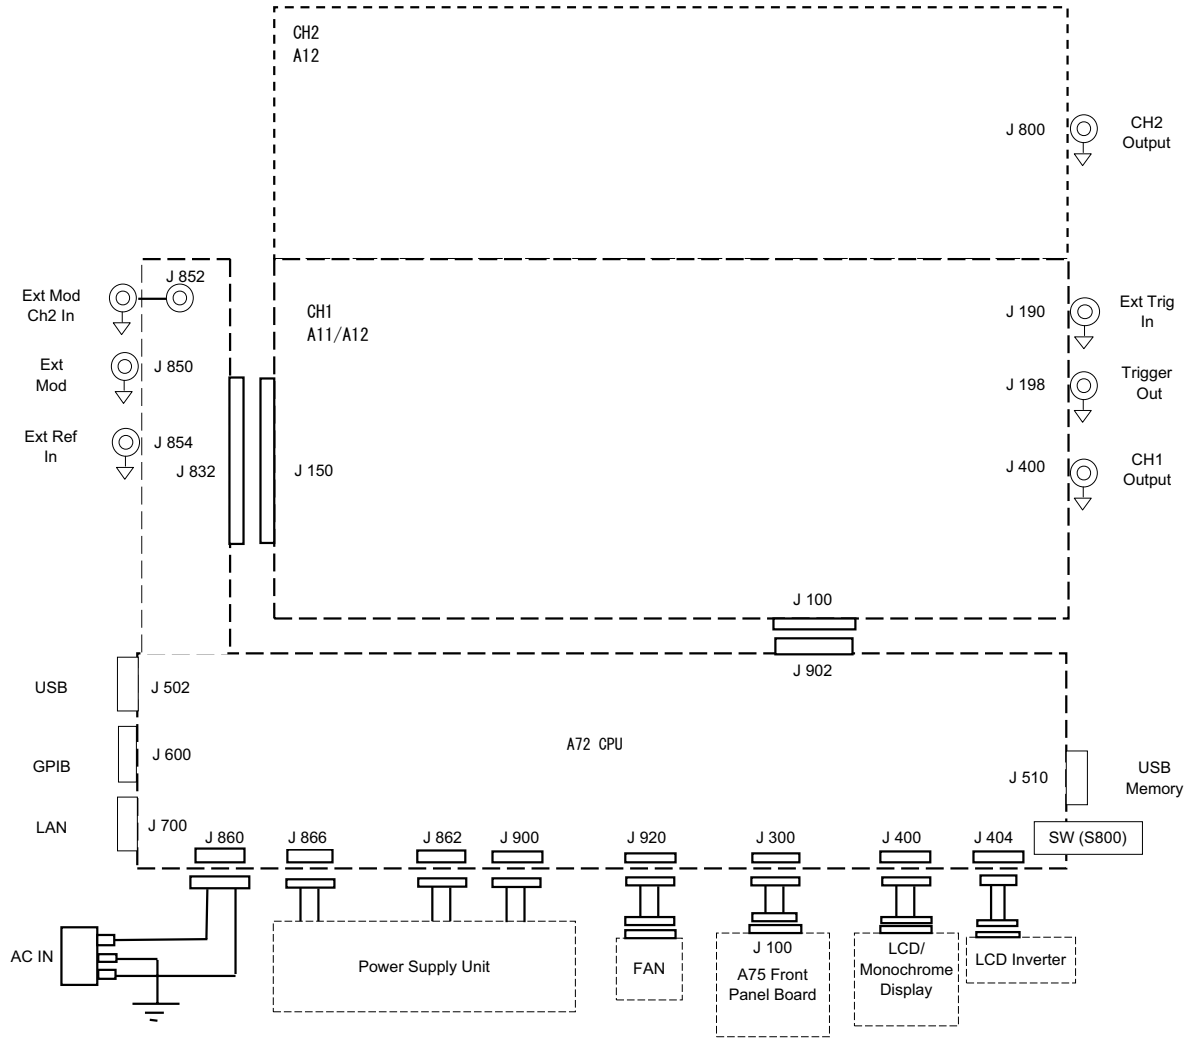 CH2
A12
J 800
CH2
Output
J 852
Ext Mod
Ch2 In
CH1
A11/A12
J 190
Ext Trig
In
Ext
Mod
J 850
J 198
Trigger
Out
Ext Ref
In
J 854
J 832
J 150
J 400
CH1
Output
J 100
J 902
USB
J 502
A72 CPU
GPIB
J 600
J 510
USB
Memory
LAN
J 700
J 860
J 866
J 862
J 900
J 920
J 300
J 400
J 404
SW (S800)
AC IN
Power Supply Unit
FAN
J 100
A75 Front
Panel Board
LCD/
Monochrome
Display
LCD Inverter